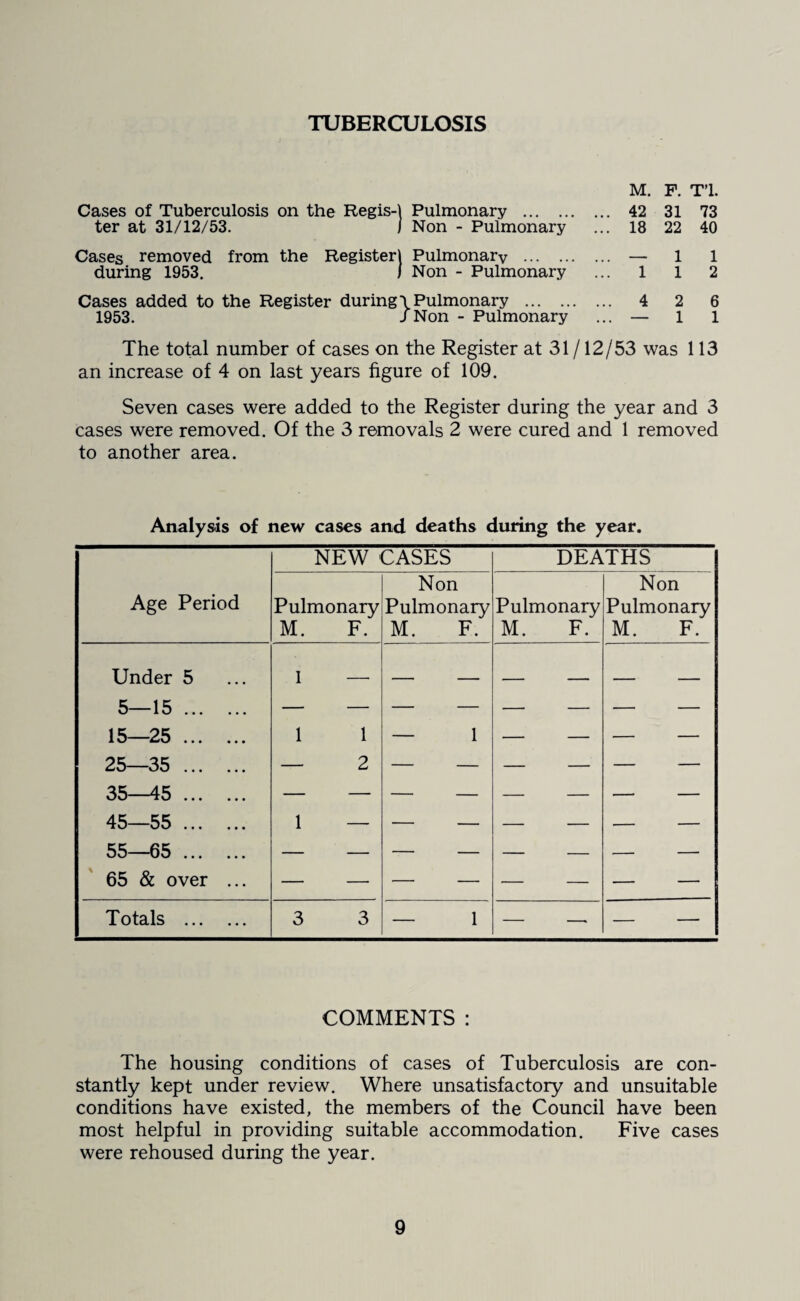 TUBERCULOSIS
M. F. T'l.
Cases of Tuberculosis on the Regis-) Pulmonary ... ... ... 42 31 73
ter at 31/12/53. ) Non - Pulmonary ... 18 22 40
Cases removed from the Register) Pulmonary ... ... ... — 1 1
during 1953. ) Non - Pulmonary ... 1 1 2
Cases added to the Register during\ Pulmonary ... ... ... 4 2 6
1953. / Non - Pulmonary ... — 1 1
The total number of cases on the Register at 31/12/53 was 113
an increase of 4 on last years figure of 109.
Seven cases were added to the Register during the year and 3
cases were removed. Of the 3 removals 2 were cured and 1 removed
to another area.
Analysis of new cases and deaths during the year.
NEW CASES DEATHS
Non Non
Age Period Pulmonary Pulmonary Pulmonary Pulmonary
M. F. M. F. M. F. M. F.
Under 5 ... 1 — — — — — — —
5—15 ... ... — — — — — — — —
15—25 ... ... 1 1 — 1 — — — —
25—35 ... ... — 2 — — — — — —
35—45 ... ... — — — — — — — —
45—55 ... ... 1 — — — — — — —
55—65 ... ... — — — — — — — —
65 & over ... — — — — — — — —
Totals ... ... 3 3 — 1 — — — —
COMMENTS :
The housing conditions of cases of Tuberculosis are con-
stantly kept under review. Where unsatisfactory and unsuitable
conditions have existed, the members of the Council have been
most helpful in providing suitable accommodation. Five cases
were rehoused during the year.
9